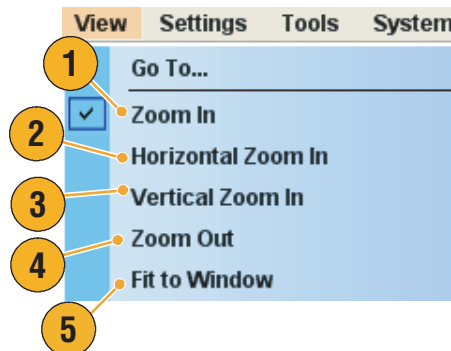 View Settings Tools System
Go To...
1
Zoom In
2
Horizontal Zoom In
3
Vertical Zoom In
4
Zoom Out
5
Fit to Window